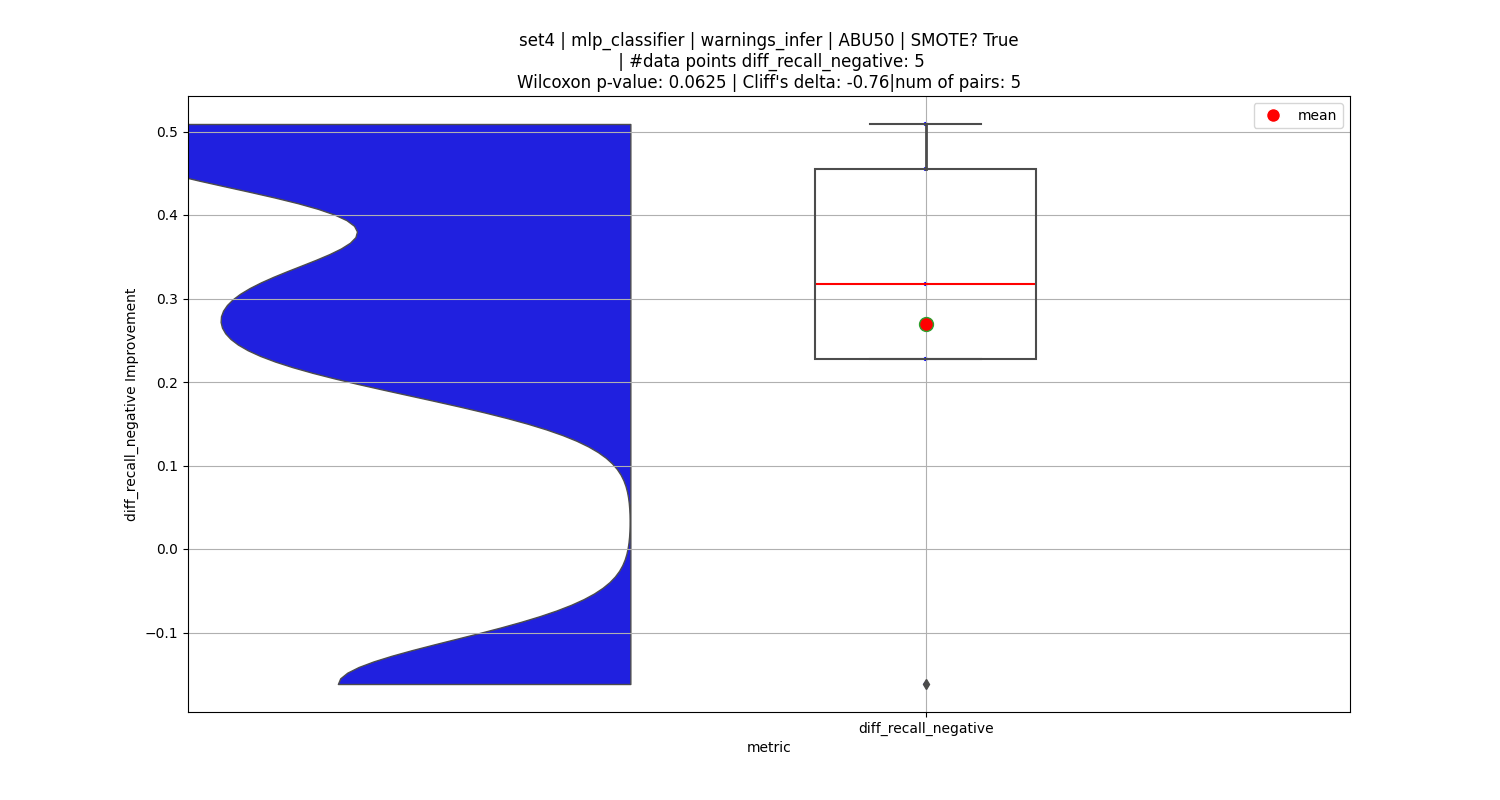 set4 | mlp_classifier | warnings_infer | ABU50 | SMOTE? True
| #data points diff_recall_negative: 5
Wilcoxon p-value: 0.0625 | Cliff's delta: -0.76|num of pairs: 5
mean
0.5
0.4
0.3
0.2
0.1
0.0
−0.1
diff_recall_negative Improvement
diff_recall_negative
metric